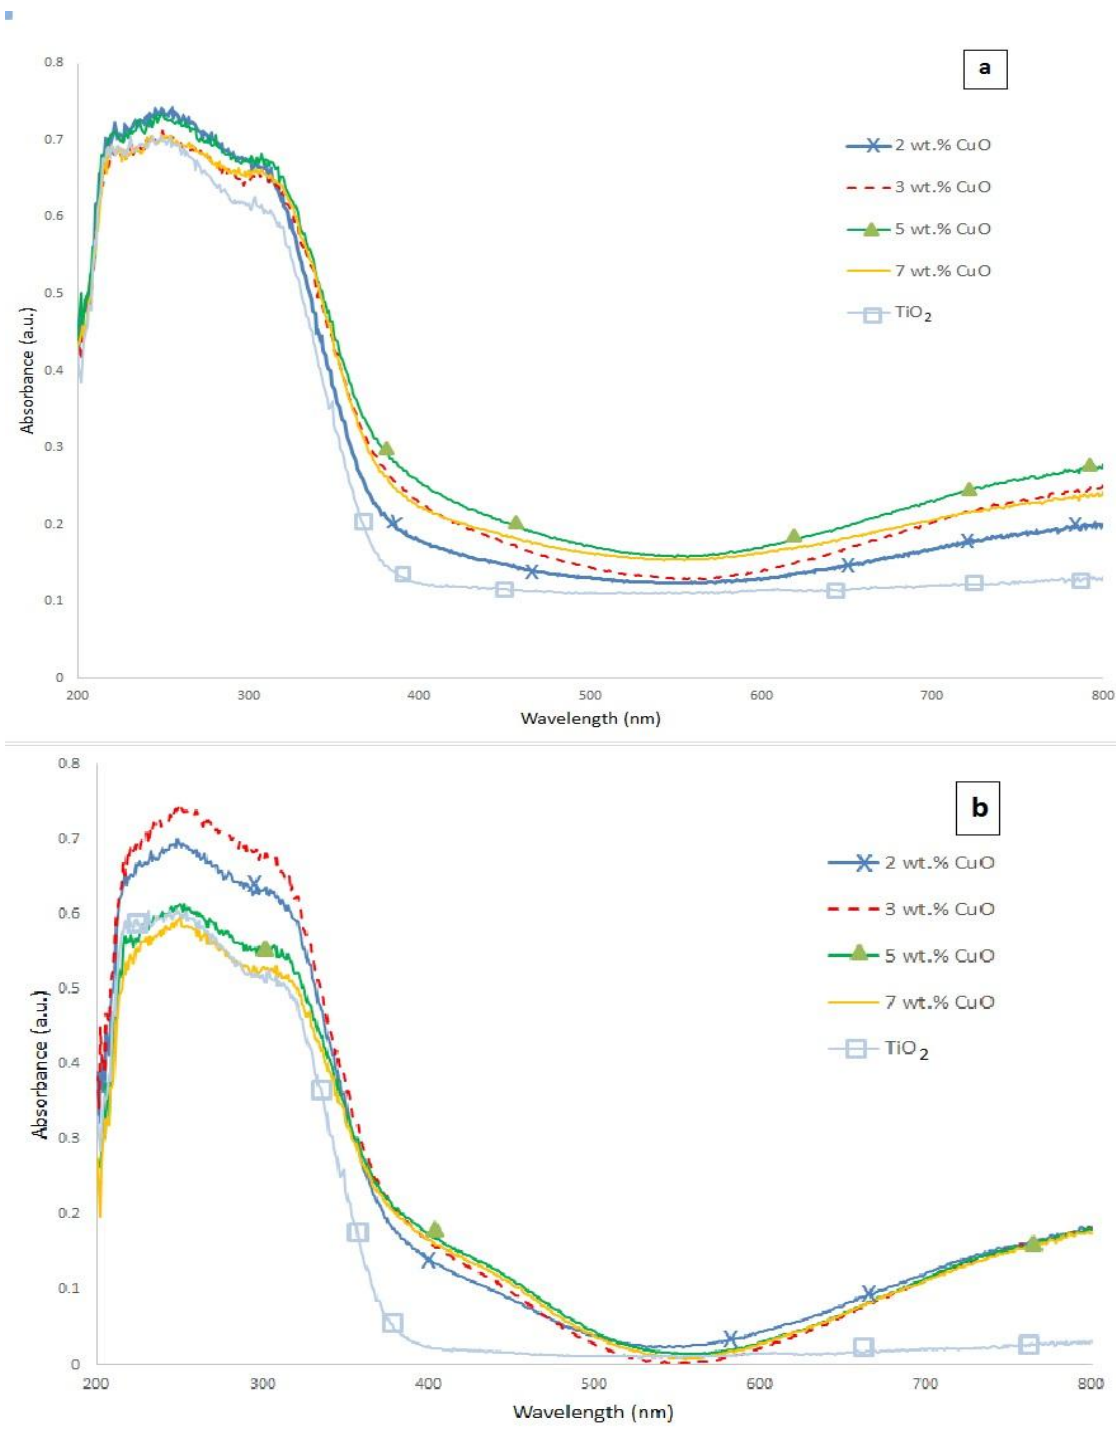 a
0.8
0.7
0.6
0.5
0.4
0.3
0.2
0.1
0
Absorbance (a.u.)
2 wt.% CuO
3 wt.% CuO
5 wt.% CuO
7 wt.% CuO
TiO2
200 300 400 500 600 700 800
Wavelength (nm)
b
0.8
0.7
0.6
0.5
0.4
0.3
0.2
0.1
0
Absorbance (a.u.)
2 wt.% CuO
3 wt.% CuO
5 wt.% CuO
7 wt.% CuO
TiO2
200 300 400 500 600 700 800
Wavelength (nm)